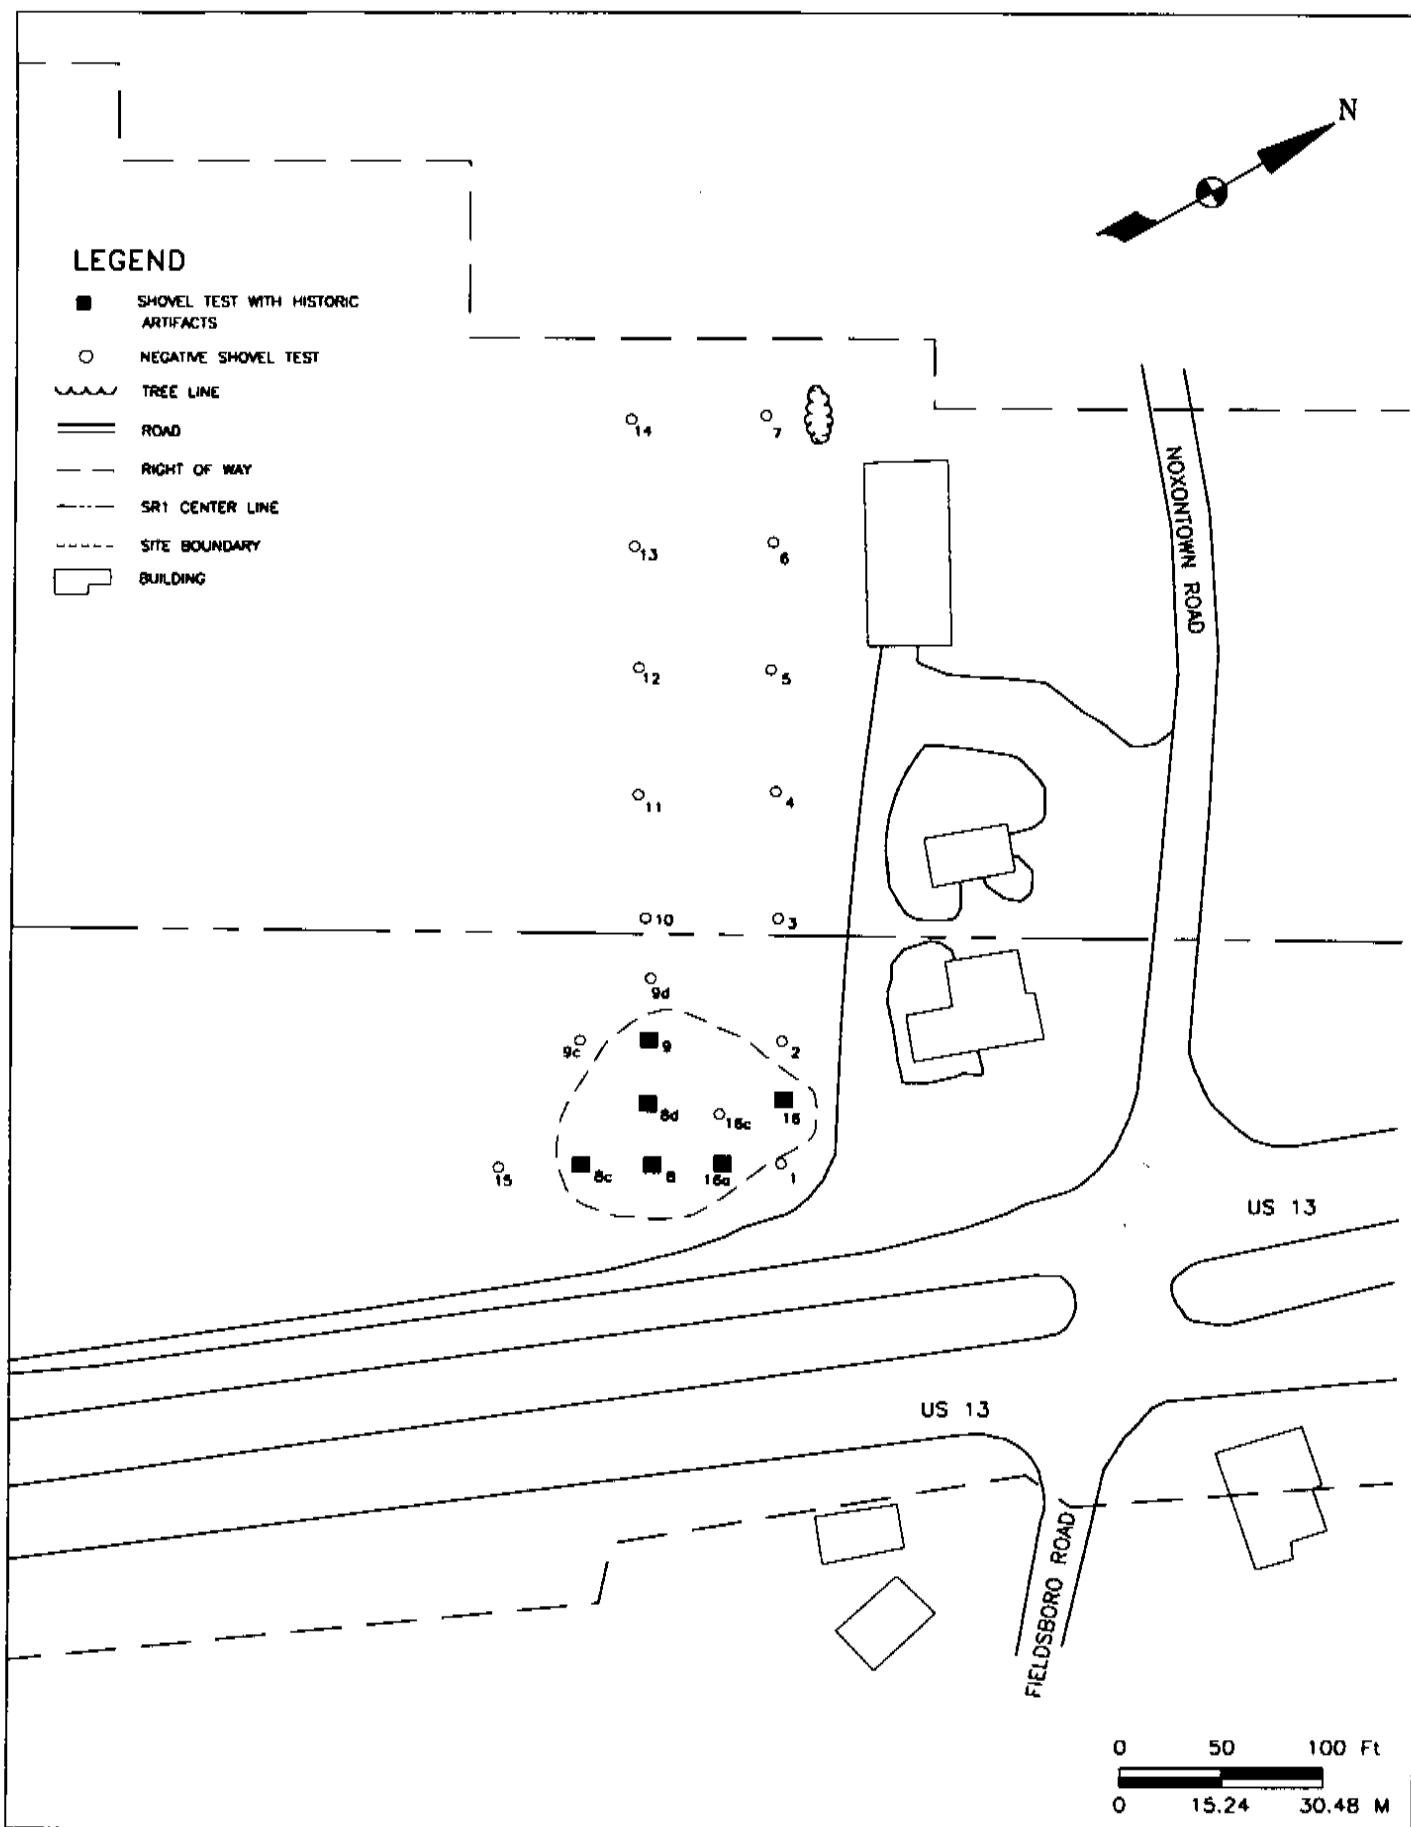 N
LEGEND
SHOVEL TEST WITH HISTORIC
ARTIFACTS
NEGATIVE SHOVEL TEST
TREE LINE
ROAD
RIGHT OF WAY
SR1 CENTER LINE
SITE BOUNDARY
BUILDING
14
7
13
6
12
5
11
4
10
3
9d
9c
9
2
8d
16c
16
15
8c
8
16a
1
NOXONTOWN ROAD
US 13
US 13
FIELDSBORO ROAD
0 50 100 Ft
0 15.24 30.48 M